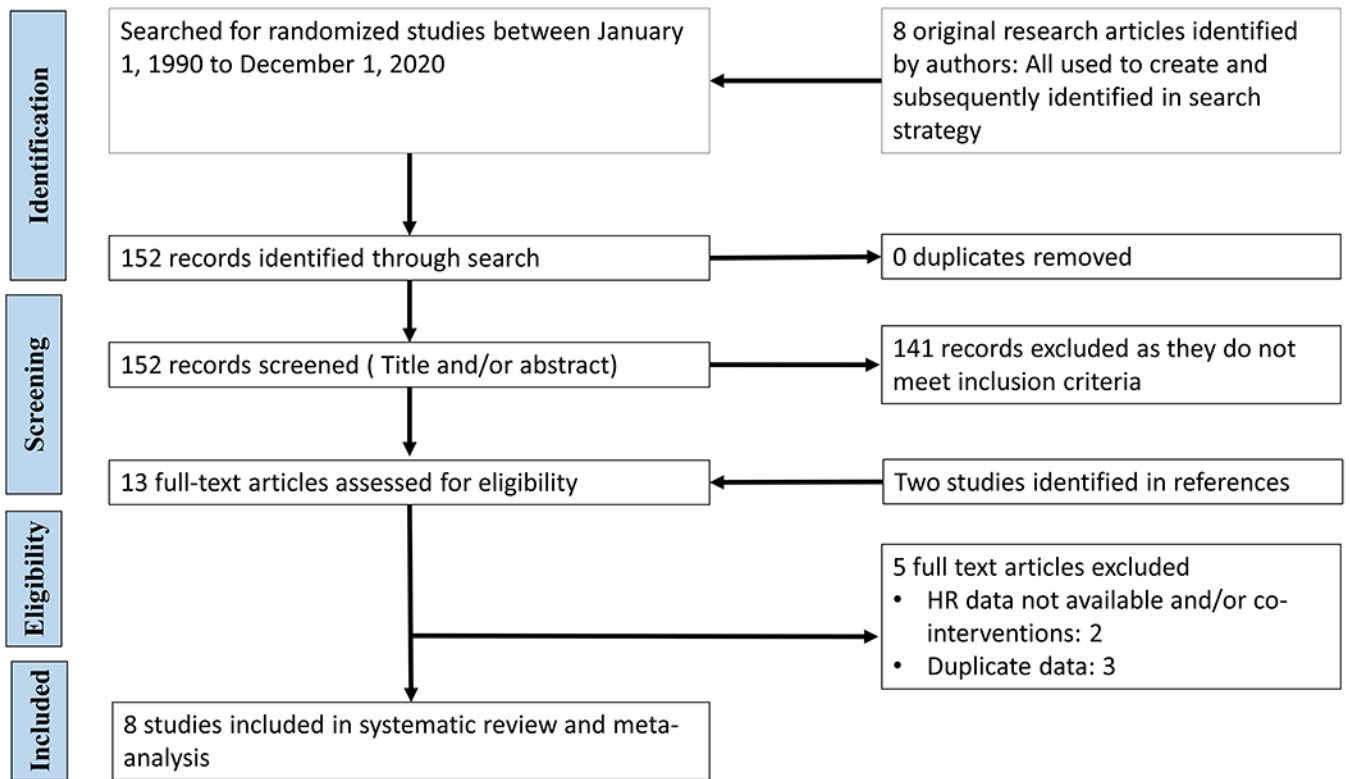 Identification
Searched for randomized studies between January
1, 1990 to December 1, 2020
8 original research articles identified
by authors: All used to create and
subsequently identified in search
strategy
152 records identified through search
0 duplicates removed
Screening
152 records screened ( Title and/or abstract)
141 records excluded as they do not
meet inclusion criteria
13 full-text articles assessed for eligibility
Two studies identified in references
Eligibility
5 full text articles excluded
• HR data not available and/or co-
interventions: 2
• Duplicate data: 3
Included
8 studies included in systematic review and meta-
analysis